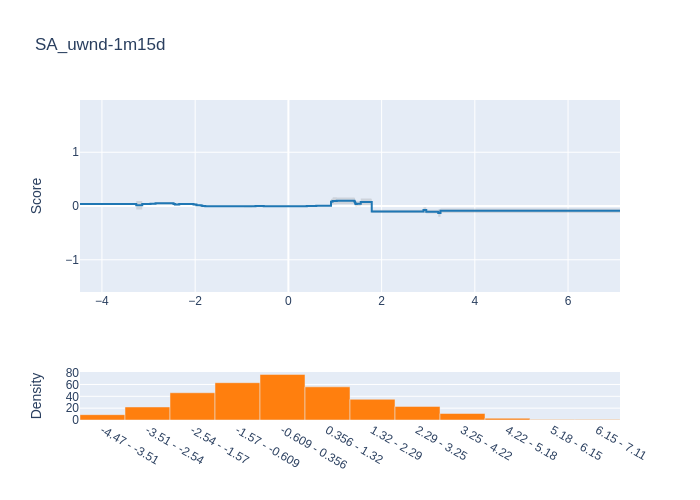 SA_uwnd-1m15d
Score
1
0
−1
−4
−2
0
2
4
6
Density
80
60
40
20
0
-4.47 - -3.51
-3.51 - -2.54
-2.54 - -1.57
-1.57 - -0.609
-0.609 - 0.356
0.356 - 1.32
1.32 - 2.29
2.29 - 3.25
3.25 - 4.22
4.22 - 5.18
5.18 - 6.15
6.15 - 7.11